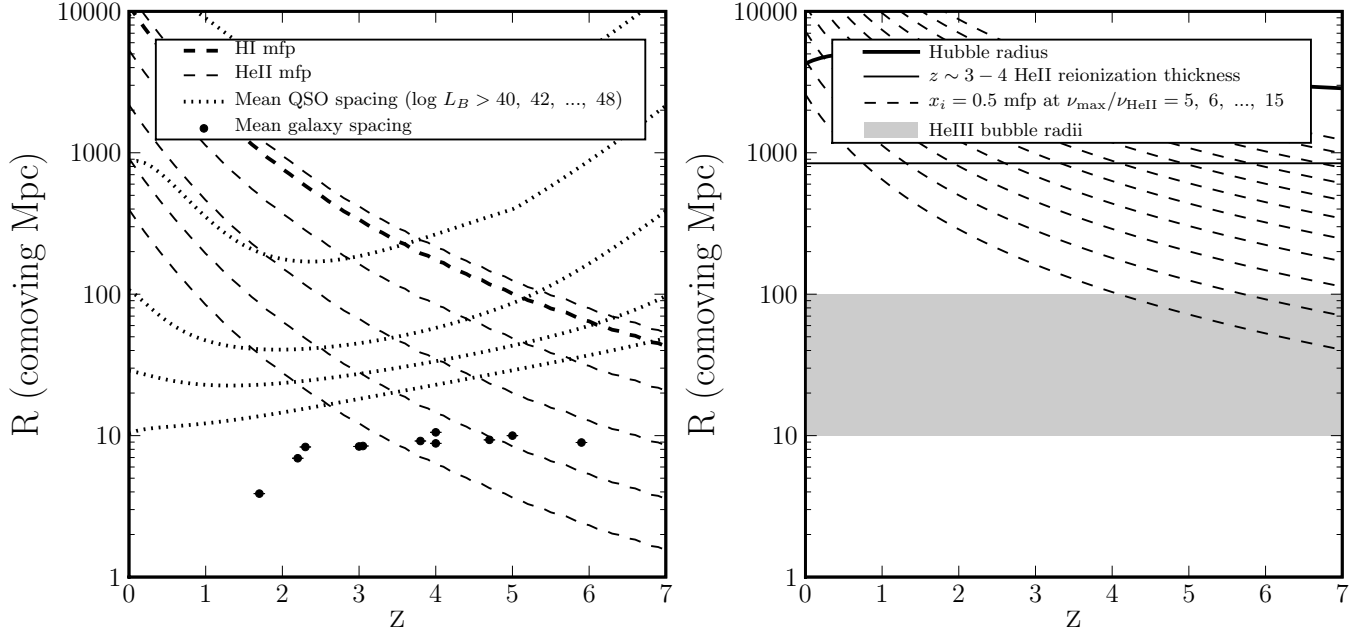 10000
1000
100
10
1
R (comoving Mpc)
HI mfp
HeII mfp
Mean QSO spacing (log L_B > 40, 42, ..., 48)
Mean galaxy spacing
0 1 2 3 4 5 6 7
z
10000
1000
100
10
1
R (comoving Mpc)
Hubble radius
z ∼ 3 − 4 HeII reionization thickness
x_i = 0.5 mfp at ν_max/ν_HeII = 5, 6, ..., 15
HeIII bubble radii
0 1 2 3 4 5 6 7
z